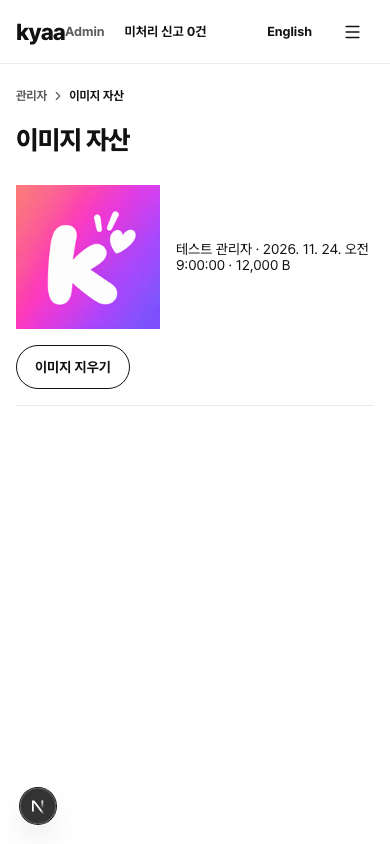 kyaa Admin 미처리 신고 0건 English
관리자 > 이미지 자산
이미지 자산
k
테스트 관리자 · 2026. 11. 24. 오전
9:00:00 · 12,000 B
이미지 지우기
N